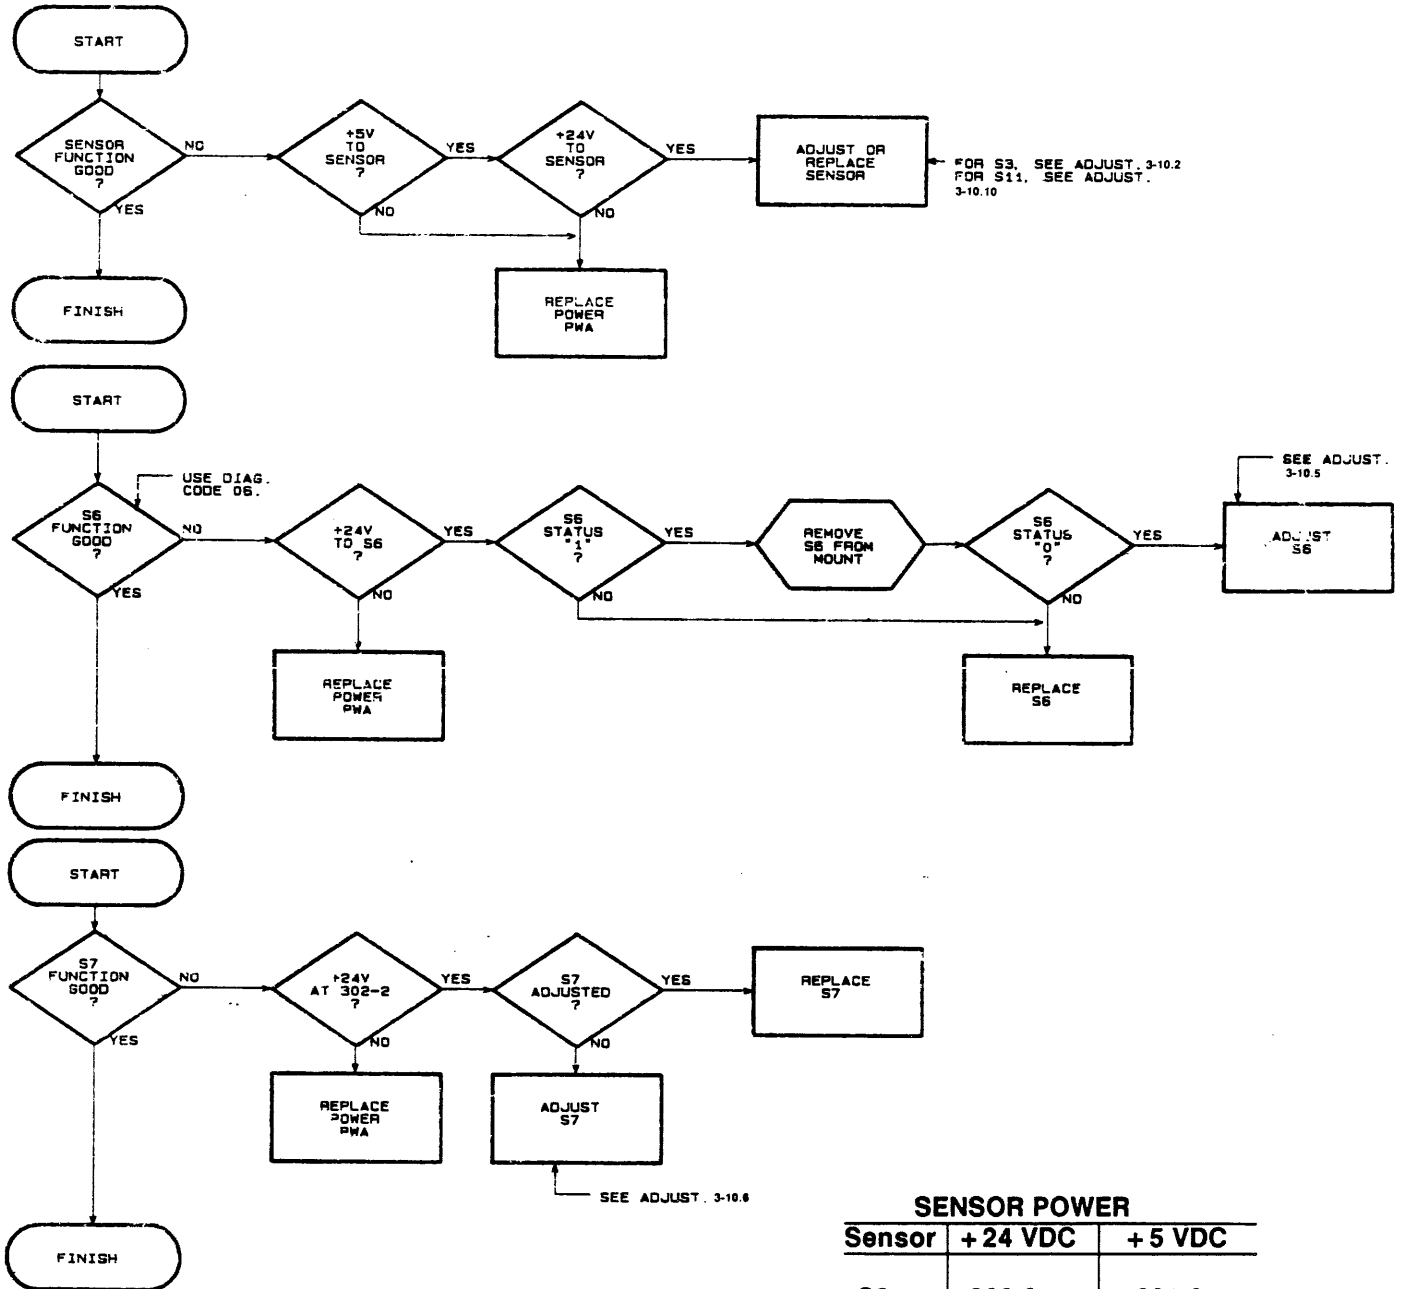 START
SENSOR
FUNCTION
GOOD
?
NO
YES
+5V
TO
SENSOR
?
YES
NO
+24V
TO
SENSOR
?
YES
NO
ADJUST OR
REPLACE
SENSOR
FOR S3, SEE ADJUST. 3-10.2
FOR S11, SEE ADJUST.
3-10.10
REPLACE
POWER
PWA
FINISH
START
USE DIAG.
CODE 06.
S6
FUNCTION
GOOD
?
NO
YES
+24V
TO S6
?
YES
NO
S6
STATUS
"1"
?
YES
NO
REMOVE
S6 FROM
MOUNT
S6
STATUS
"0"
?
YES
NO
SEE ADJUST.
3-10.5
ADJUST
S6
REPLACE
POWER
PWA
REPLACE
S6
FINISH
START
S7
FUNCTION
GOOD
?
NO
YES
+24V
AT 302-2
?
YES
NO
S7
ADJUSTED
?
YES
NO
REPLACE
S7
REPLACE
POWER
PWA
ADJUST
S7
SEE ADJUST. 3-10.6
FINISH
SENSOR POWER
Sensor +24 VDC +5 VDC